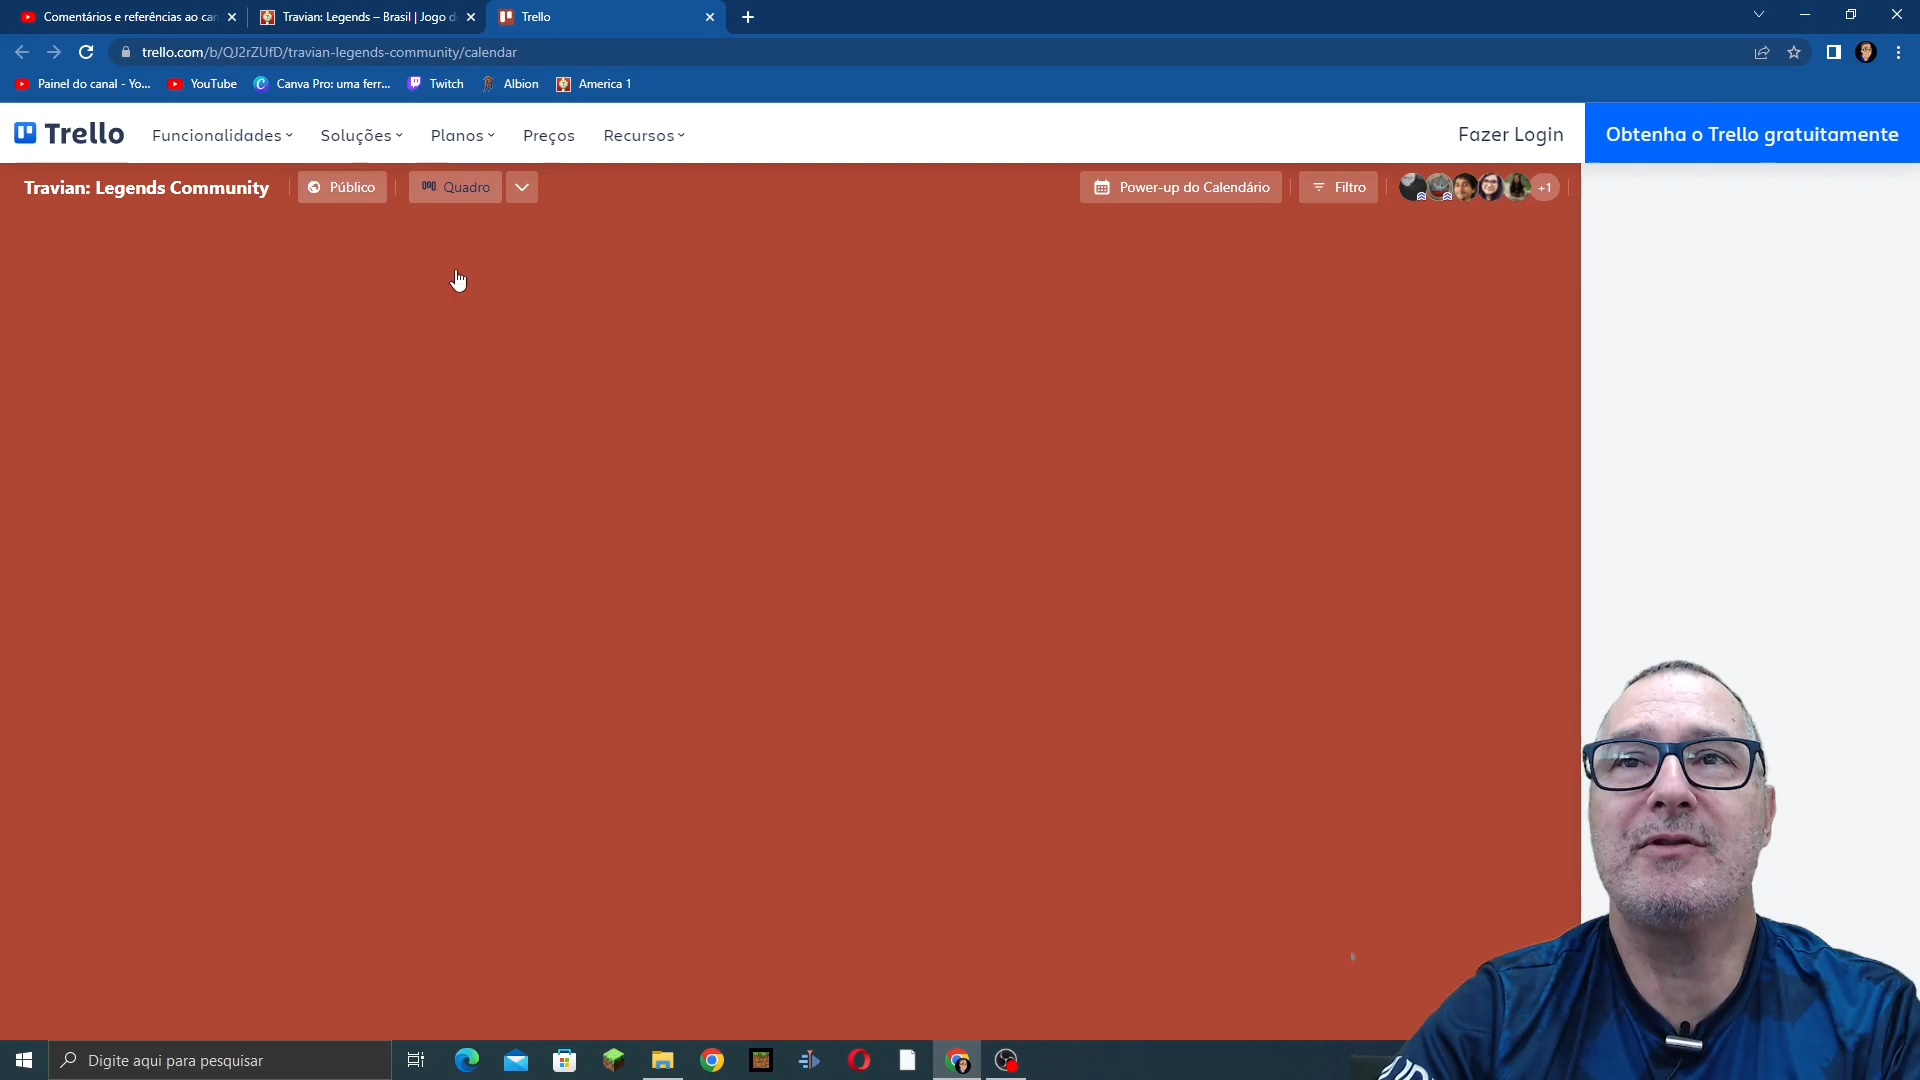 Comentários e referências ao can
Travian: Legends – Brasil | Jogo d
Trello
trello.com/b/QJ2rZUfD/travian-legends-community/calendar
Painel do canal - Yo...
YouTube
Canva Pro: uma ferr...
Twitch
Albion
America 1
Trello
Funcionalidades
Soluções
Planos
Preços
Recursos
Fazer Login
Obtenha o Trello gratuitamente
Travian: Legends Community
Público
Quadro
Power-up do Calendário
Filtro
+1
Digite aqui para pesquisar